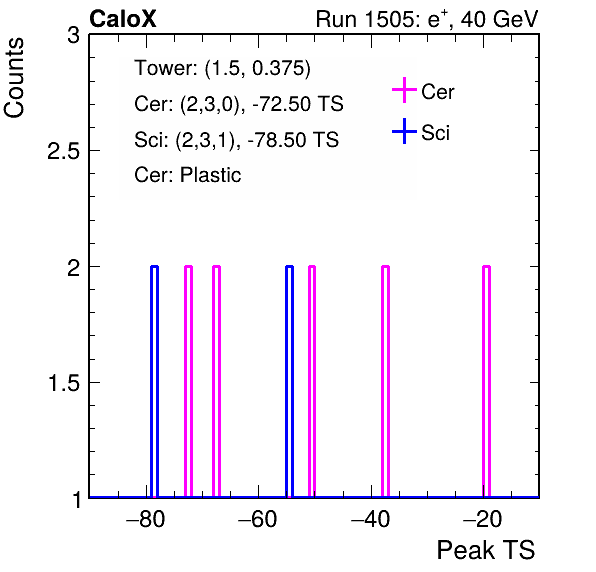 CaloX Run 1505: e⁺, 40 GeV
Tower: (1.5, 0.375)
Cer: (2,3,0), -72.50 TS
Sci: (2,3,1), -78.50 TS
Cer: Plastic
Cer
Sci
Counts
3
2.5
2
1.5
1
−80 −60 −40 −20
Peak TS